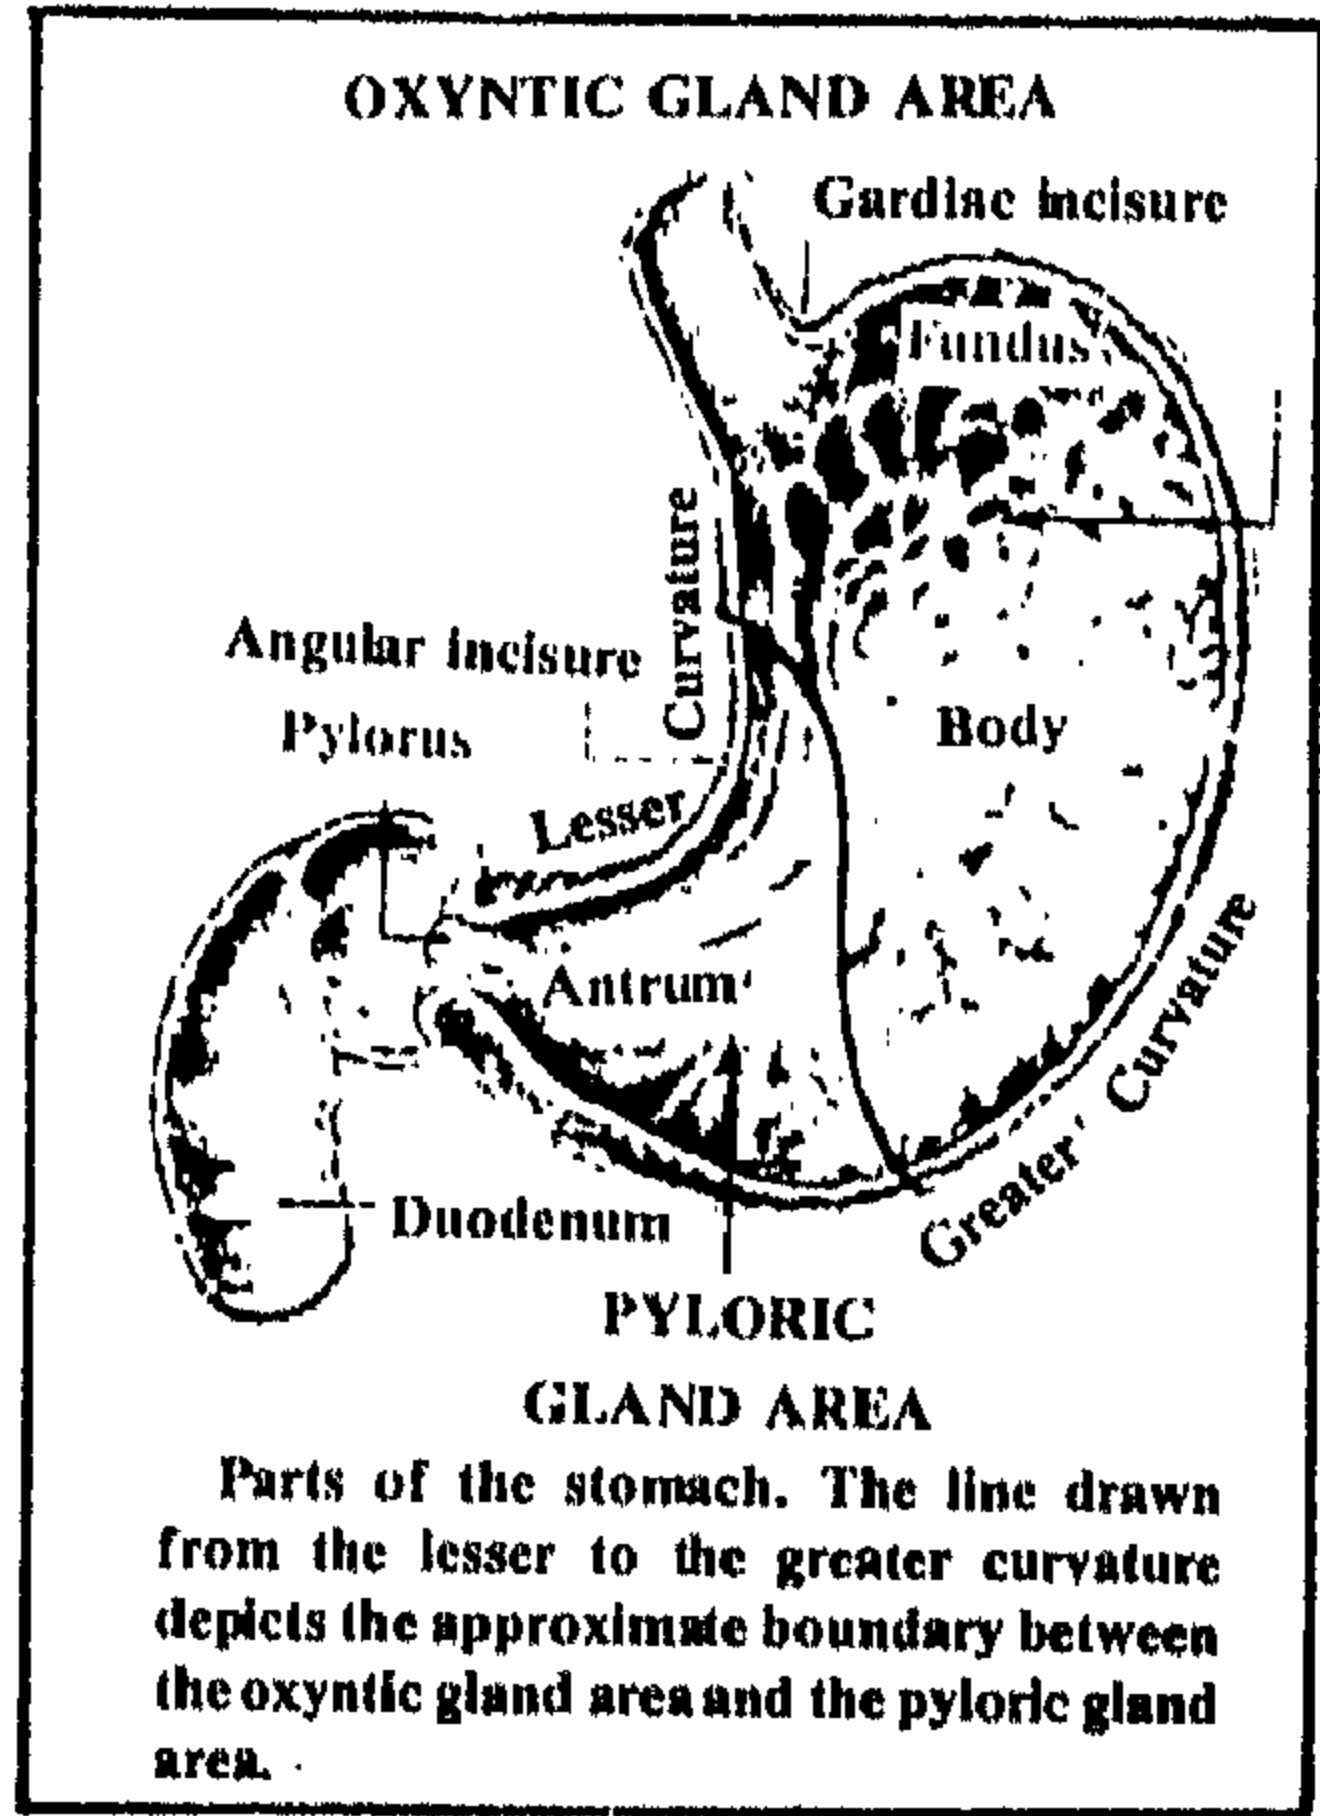 OXYNTIC GLAND AREA
Gardiac incisure
Fundus
Curvature
Angular incisure
Pylorus
Body
Lesser
Antrum
Curvature
Greater
Duodenum
PYLORIC
GLAND AREA
Parts of the stomach. The line drawn
from the lesser to the greater curvature
depicts the approximate boundary between
the oxyntic gland area and the pyloric gland
area.